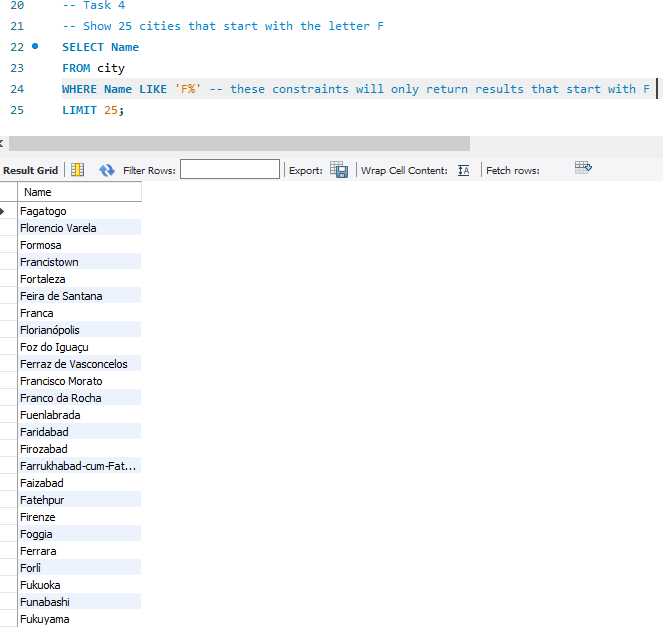 20 -- Task 4
21 -- Show 25 cities that start with the letter F
22 SELECT Name
23 FROM city
24 WHERE Name LIKE 'F%' -- these constraints will only return results that start with F
25 LIMIT 25;
Result Grid Filter Rows: Export: Wrap Cell Content: IA Fetch rows:
Name
Fagatogo
Florencio Varela
Formosa
Francistown
Fortaleza
Feira de Santana
Franca
Florianópolis
Foz do Iguaçu
Ferraz de Vasconcelos
Francisco Morato
Franco da Rocha
Fuenlabrada
Faridabad
Firozabad
Farrukhabad-cum-Fat...
Faizabad
Fatehpur
Firenze
Foggia
Ferrara
Forlì
Fukuoka
Funabashi
Fukuyama